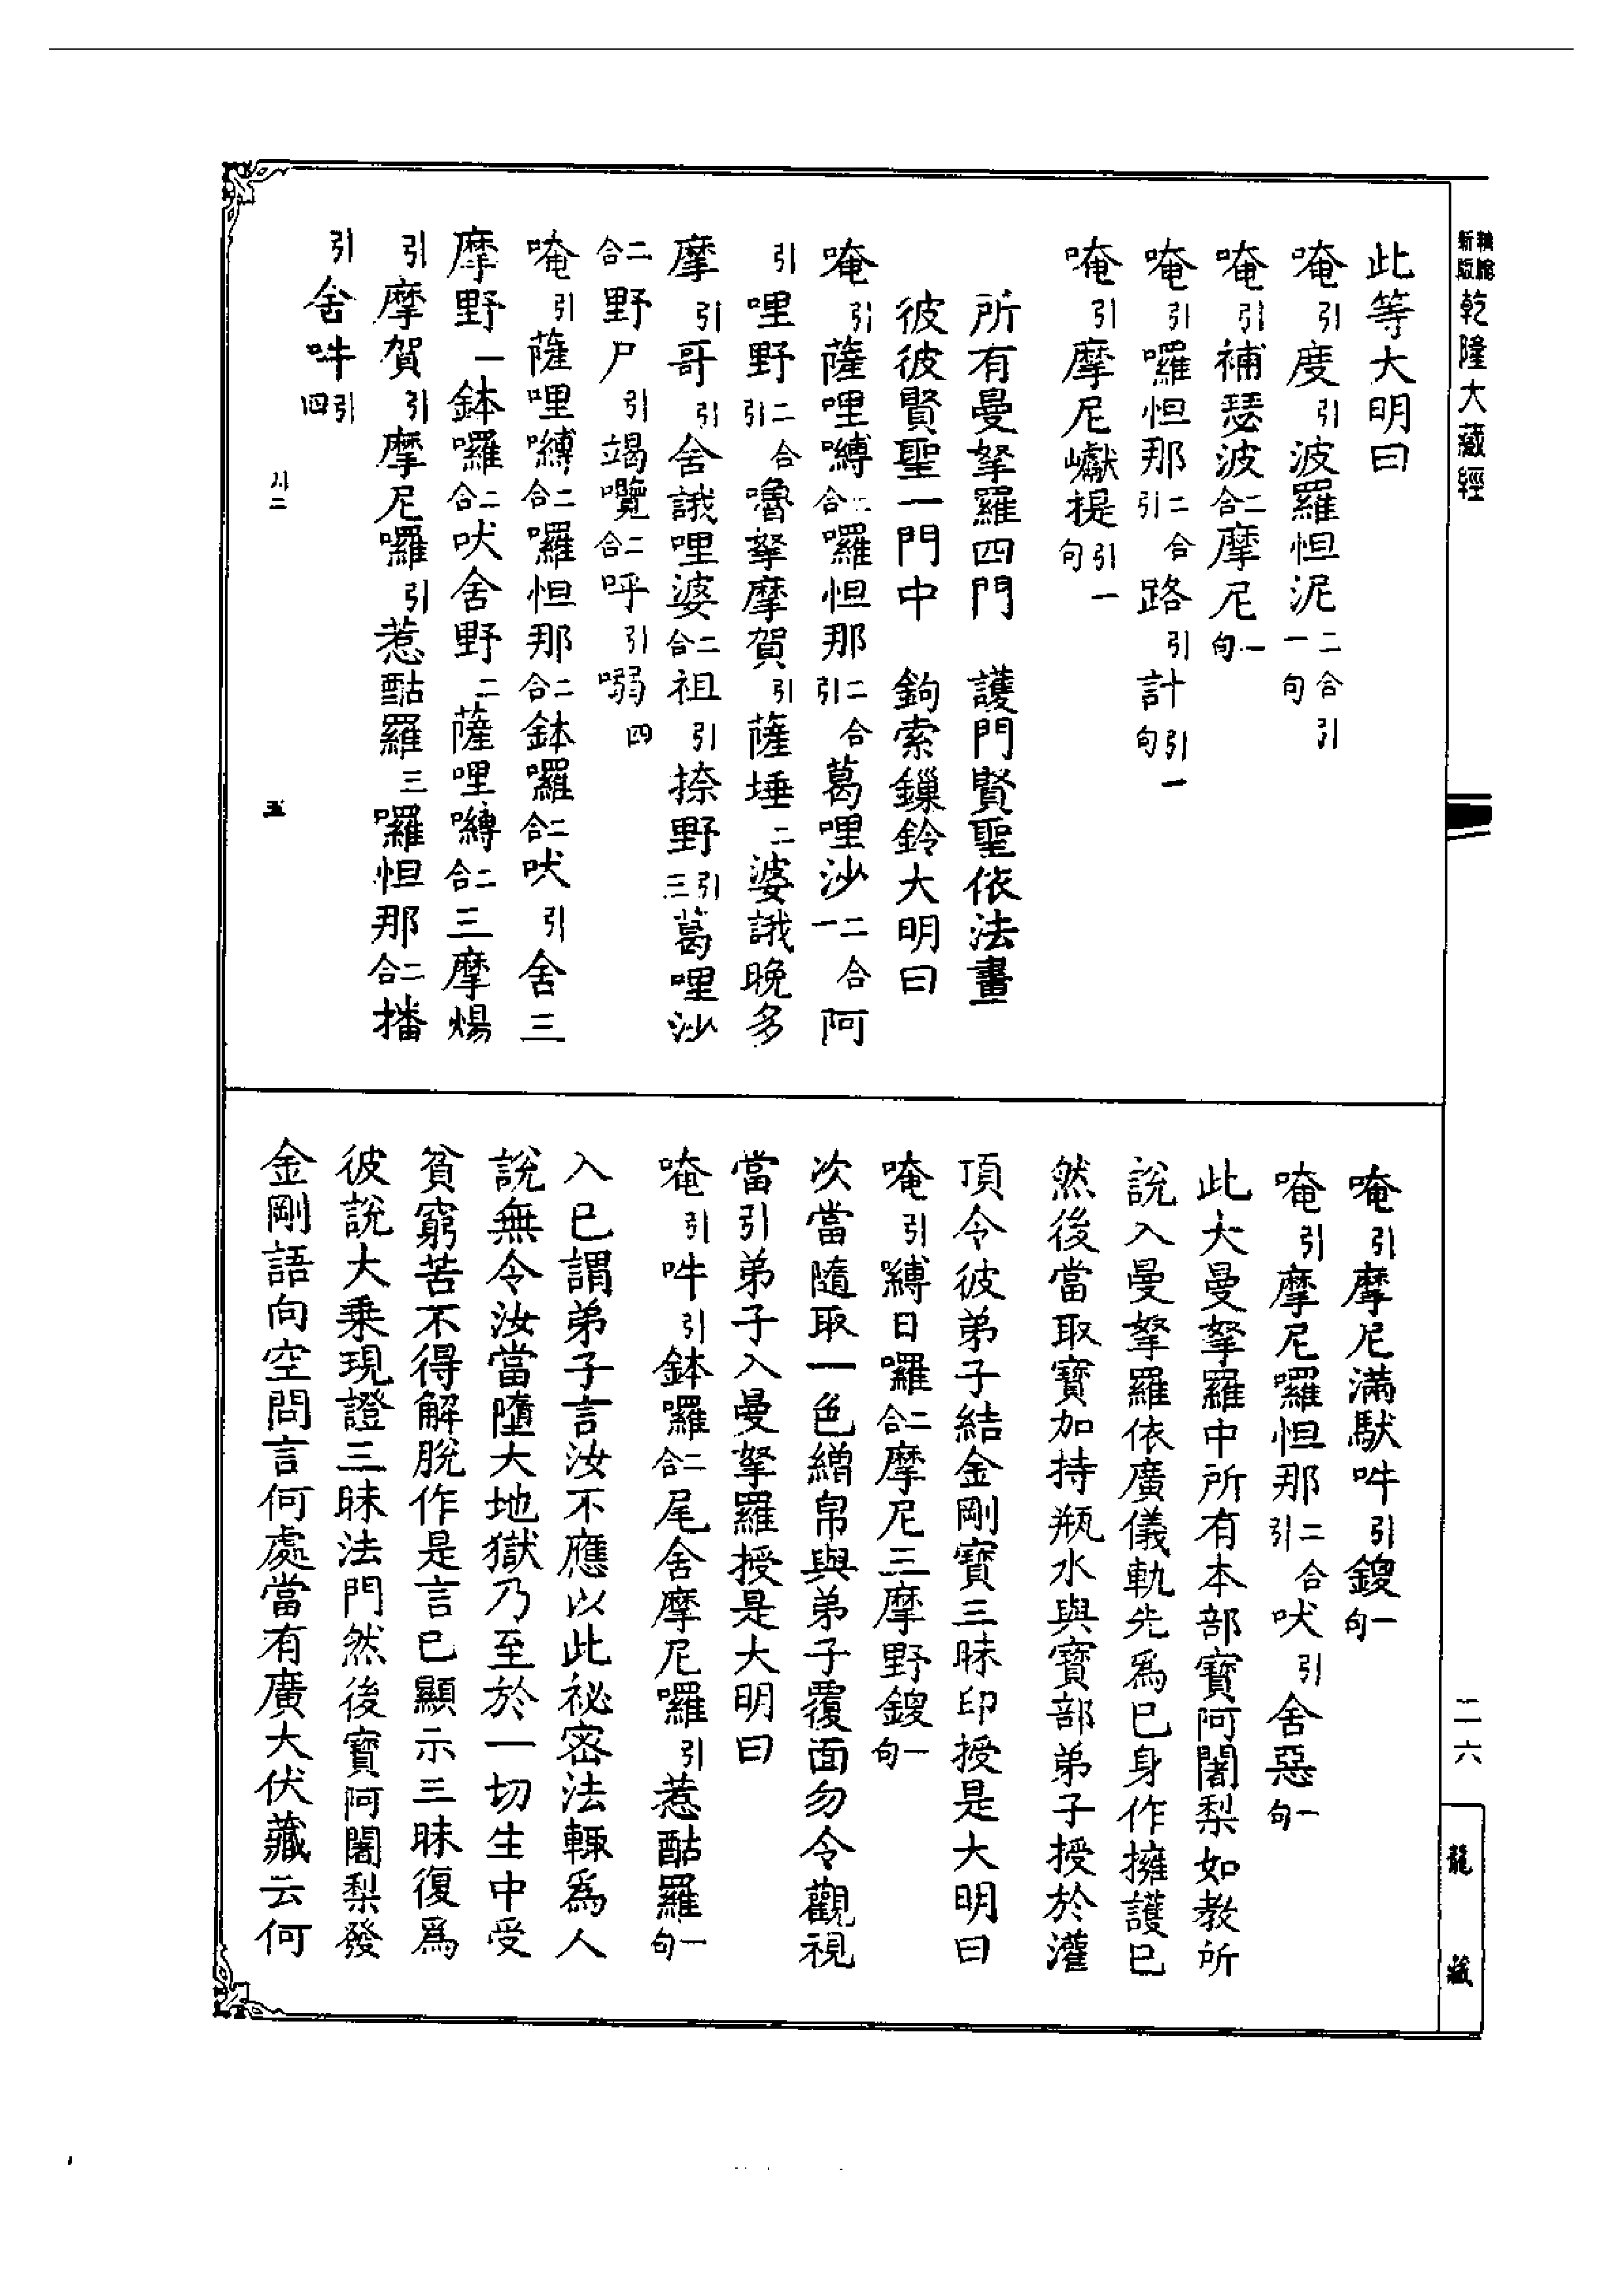 新版
乾隆大藏經
此等大明曰
唵引度引波羅怛泥二合引一句
唵引補瑟波二合摩尼一句
唵引囉怛那二合引路引計引一句
唵引摩尼巘提引一句
所有曼拏羅四門 護門賢聖依法畫
彼彼賢聖一門中 鉤索鏁鈴大明曰
唵引薩哩嚩二合囉怛那二合引葛哩沙二合一阿
引哩野二合引嚕拏摩賀引薩埵二婆誐晚多
摩引哥引舍誐哩婆二合祖引捺野引三葛哩沙
二合野尸引竭囕二合呼引嘚四
唵引薩哩嚩二合囉怛那二合鉢囉二合吠引舍三
摩野一鉢囉二合吠舍野二薩哩嚩二合三摩煬
引摩賀引摩尼囉引惹酤羅三囉怛那二合播
引舍吽引四
五
唵引摩尼滿馱吽引鑁一句
唵引摩尼囉怛那二合引吠引舍惡一句
此大曼拏羅中所有本部寶阿闍梨如教所
說入曼拏羅依廣儀軌先為已身作擁護已
然後當取寶加持瓶水與寶部弟子授於灌
頂令彼弟子結金剛寶三昧印授是大明曰
唵引嚩日囉二合摩尼三摩野鑁一句
次當隨取一色繒帛與弟子覆面勿令觀視
當引弟子入曼拏羅授是大明曰
唵引吽引鉢囉二合尾舍摩尼囉引惹酤羅一句
入已謂弟子言汝不應以此祕密法輒為人
說無令汝當墮大地獄乃至於一切生中受
貧窮苦不得解脫作是言已顯示三昧復為
彼說大乘現證三昧法門然後寶阿闍梨發
金剛語向空問言何處當有廣大伏藏云何
二六
龍藏